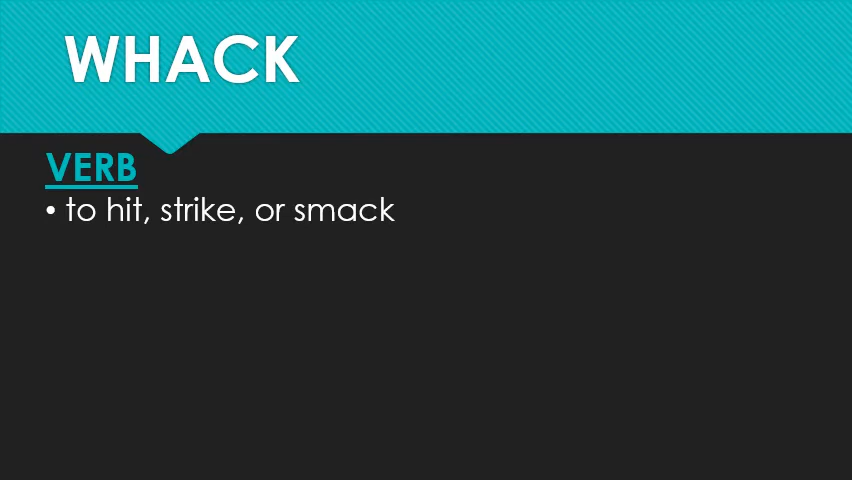 WHACK
VERB
• to hit, strike, or smack